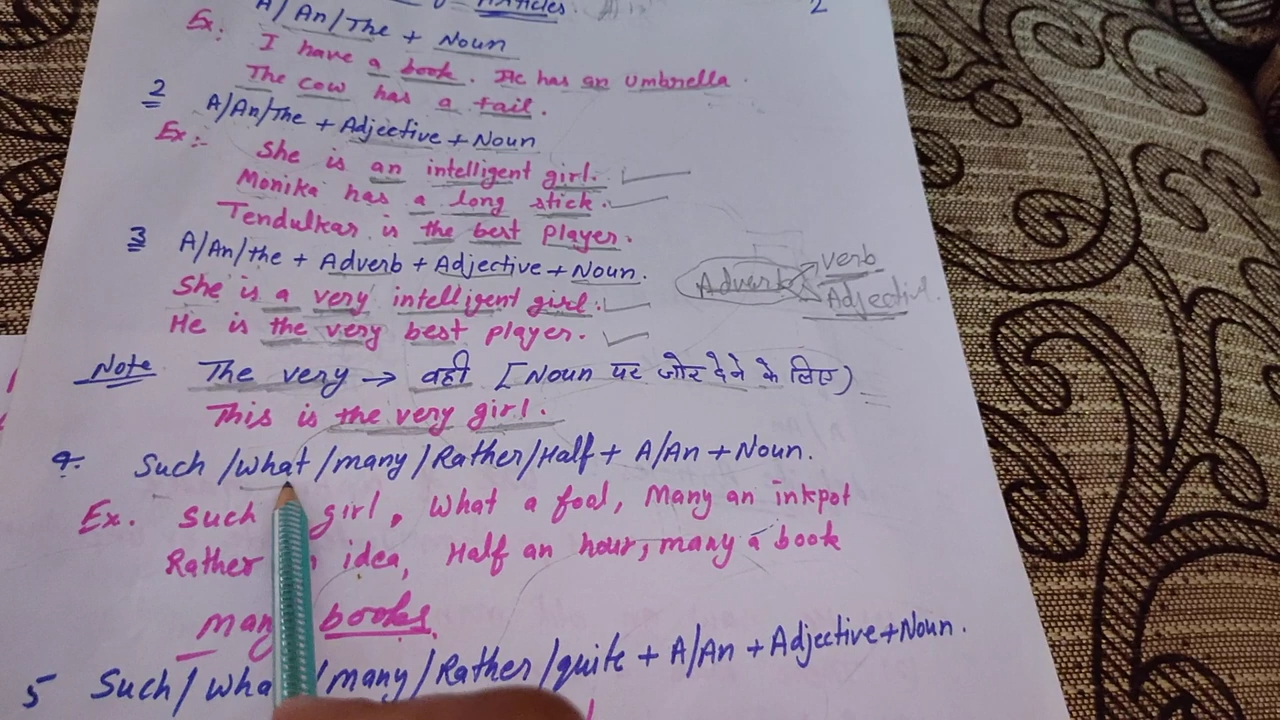 Articles. 2
A/An/The + Noun
Ex: I have a book. He has an umbrella.
The cow has a tail.
2 A/An/The + Adjective + Noun
Ex:- She is an intelligent girl.
Monika has a long stick.
Tendulkar is the best player.
3 A/An/the + Adverb + Adjective + Noun.
She is a very intelligent girl.
Adverb verb
Adjective.
He is the very best player.
Note The very → वही [Noun पर जोर देने के लिए)
This is the very girl.
4. Such/what/many/Rather/Half + A/An + Noun.
Ex. Such girl, What a foal, Many an inkpot
Rather idea, Half an hour, many a book
many books.
5 Such/what/many/Rather/quite + A/An + Adjective + Noun.